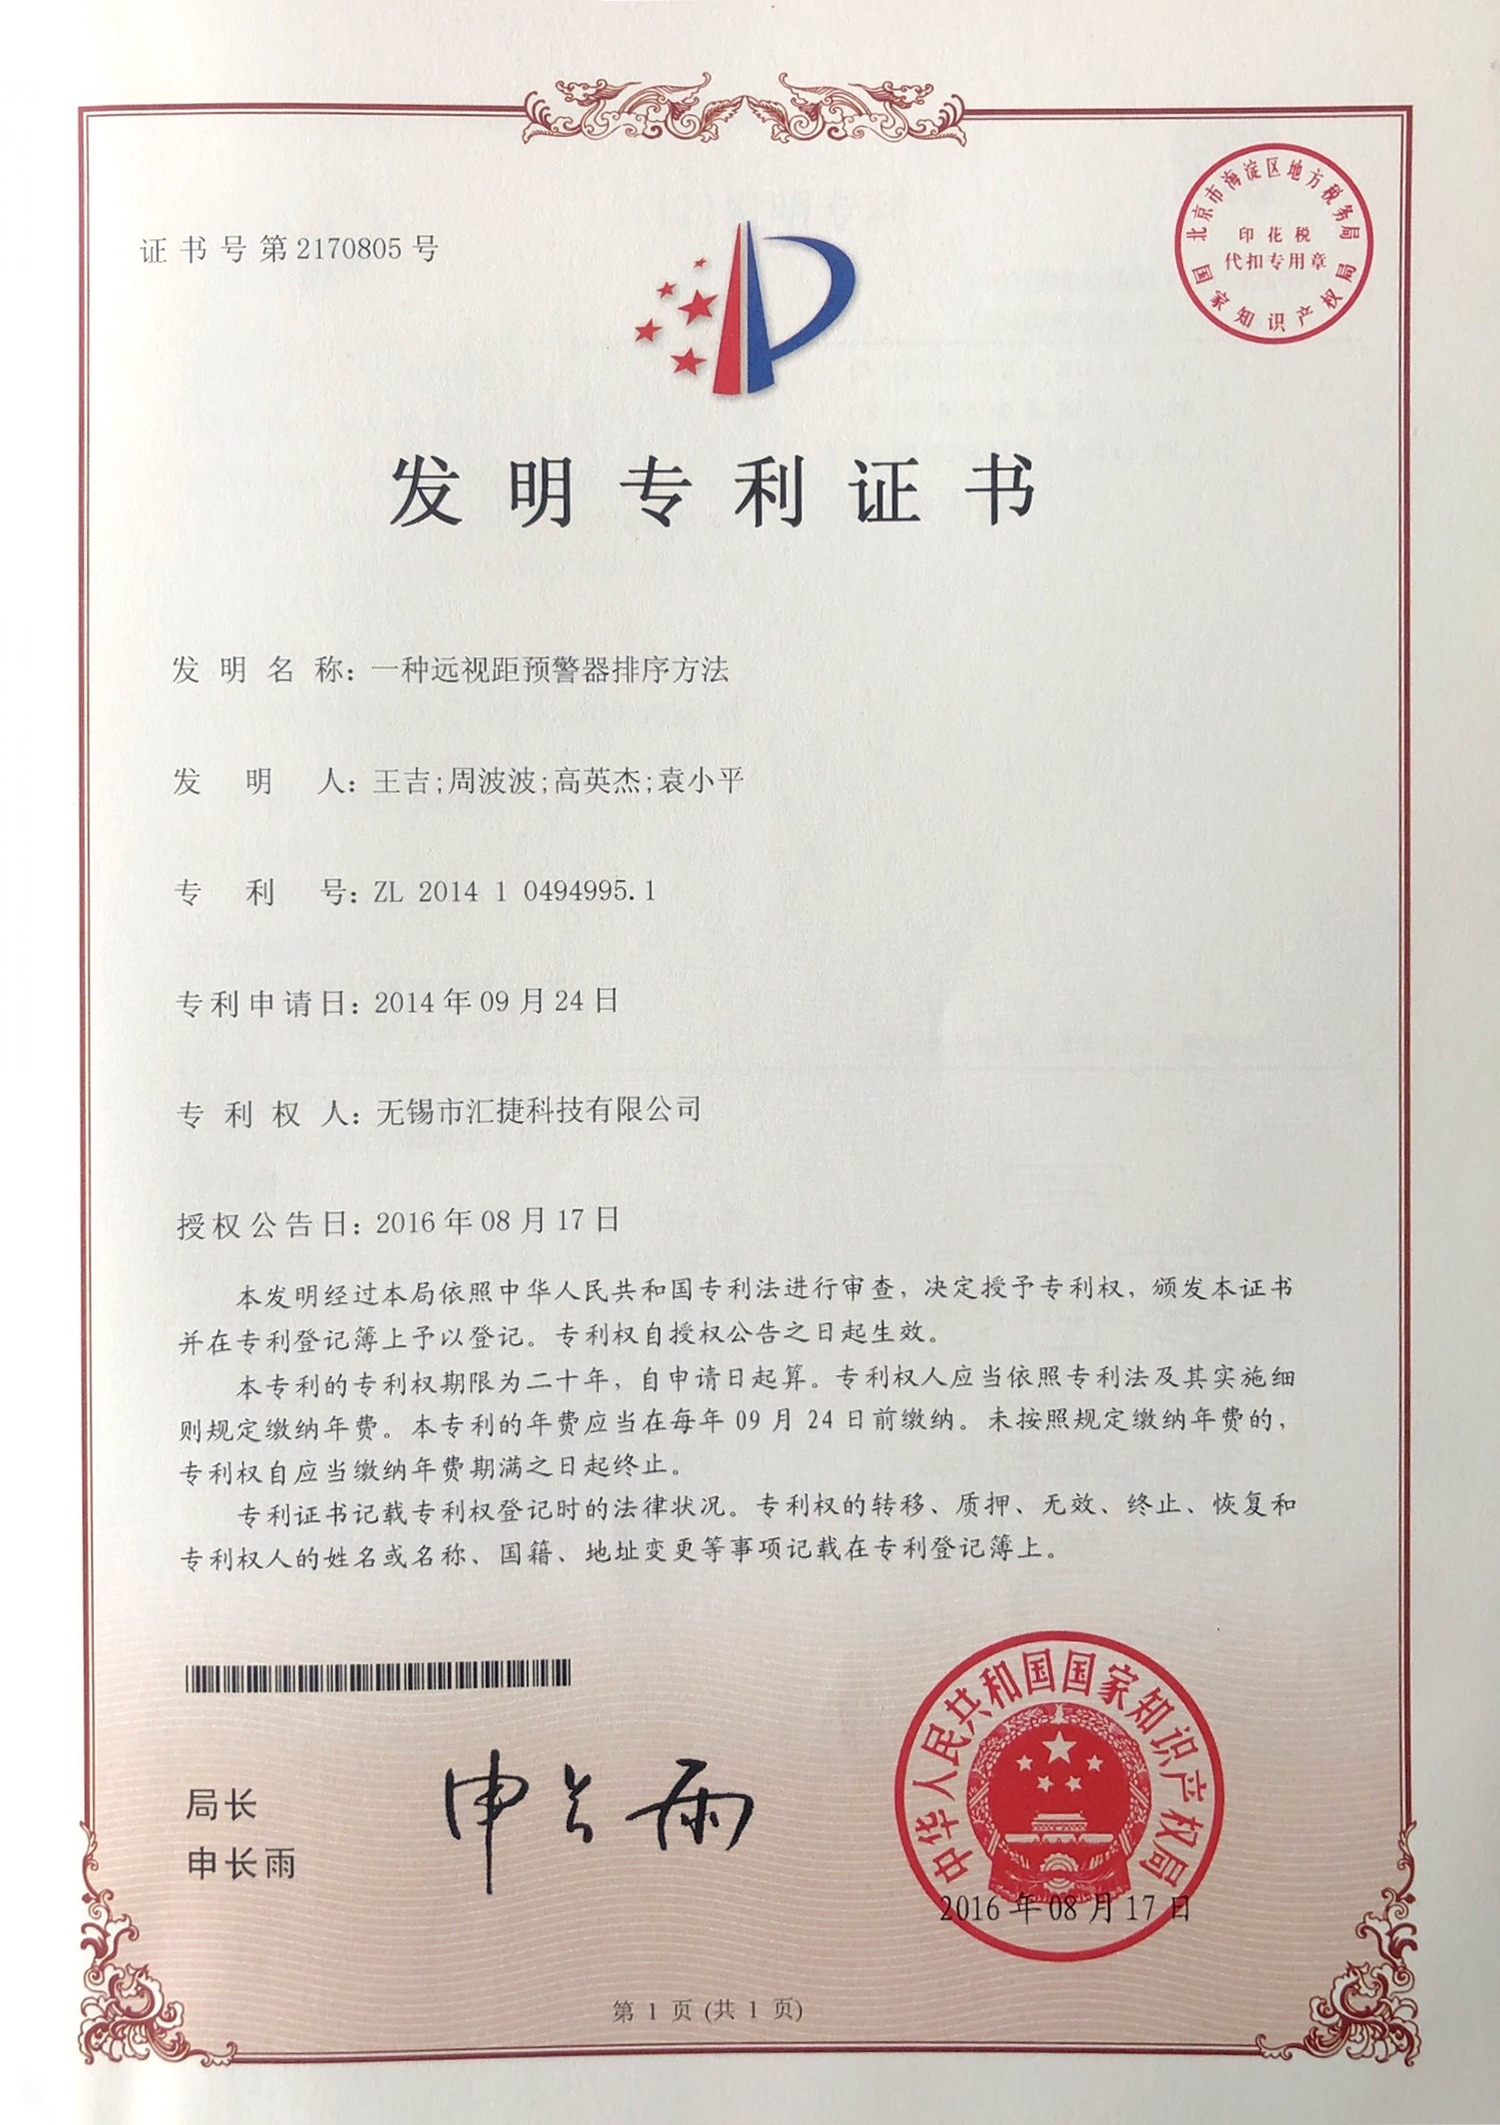 证书号第2170805号
北京市海淀区地方税务局
印花税
代扣专用章
国家知识产权局
发明专利证书
发明名称：一种远视距预警器排序方法
发明人：王吉;周波波;高英杰;袁小平
专利号：ZL 2014 1 0494995.1
专利申请日：2014年09月24日
专利权人：无锡市汇捷科技有限公司
授权公告日：2016年08月17日
本发明经过本局依照中华人民共和国专利法进行审查，决定授予专利权，颁发本证书
并在专利登记簿上予以登记。专利权自授权公告之日起生效。
本专利的专利权期限为二十年，自申请日起算。专利权人应当依照专利法及其实施细
则规定缴纳年费。本专利的年费应当在每年09月24日前缴纳。未按照规定缴纳年费的，
专利权自应当缴纳年费期满之日起终止。
专利证书记载专利权登记时的法律状况。专利权的转移、质押、无效、终止、恢复和
专利权人的姓名或名称、国籍、地址变更等事项记载在专利登记簿上。
局长
申长雨
申长雨
中华人民共和国国家知识产权局
2016年08月17日
第1页(共1页)